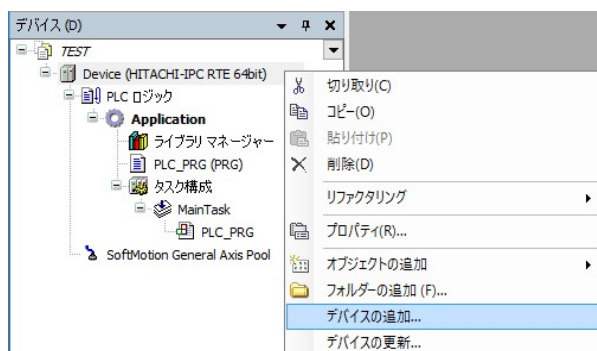 デバイス (D)
TEST
Device (HITACHI-IPC RTE 64bit)
PLC ロジック
Application
ライブラリ マネージャー
PLC_PRG (PRG)
タスク構成
MainTask
PLC_PRG
SoftMotion General Axis Pool
切り取り(C)
コピー(O)
貼り付け(P)
削除(D)
リファクタリング
プロパティ(R)...
オブジェクトの追加
フォルダーの追加 (F)...
デバイスの追加...
デバイスの更新...